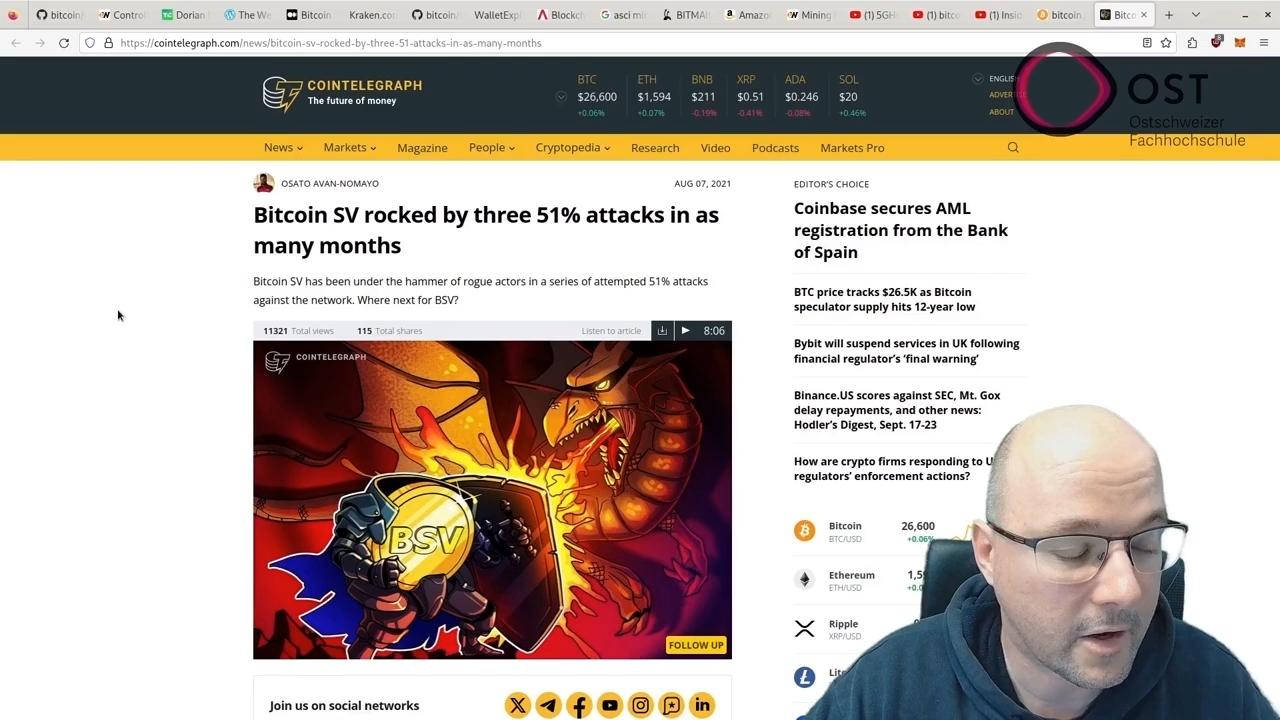 bitcoin/
Control
Dorian
The We
Bitcoin
Kraken.com
bitcoin/
WalletExpl
Blockch
asci mine
BITMAI
Amazo
Mining
(1) 5GH
(1) bitco
(1) Insid
bitcoin.
Bitco
https://cointelegraph.com/news/bitcoin-sv-rocked-by-three-51-attacks-in-as-many-months
8
COINTELEGRAPH
The future of money
BTC ETH BNB XRP ADA SOL
$26,600 $1,594 $211 $0.51 $0.246 $20
+0.06% +0.07% -0.19% -0.41% -0.08% +0.46%
ENGLISH
ADVERTISE
ABOUT
OST
Ostschweizer
Fachhochschule
News Markets Magazine People Cryptopedia Research Video Podcasts Markets Pro
OSATO AVAN-NOMAYO AUG 07, 2021
Bitcoin SV rocked by three 51% attacks in as
many months
Bitcoin SV has been under the hammer of rogue actors in a series of attempted 51% attacks
against the network. Where next for BSV?
11321 Total views 115 Total shares Listen to article 8:06
COINTELEGRAPH
BSV
FOLLOW UP
Join us on social networks
EDITOR'S CHOICE
Coinbase secures AML
registration from the Bank
of Spain
BTC price tracks $26.5K as Bitcoin
speculator supply hits 12-year low
Bybit will suspend services in UK following
financial regulator's 'final warning'
Binance.US scores against SEC, Mt. Gox
delay repayments, and other news:
Hodler's Digest, Sept. 17-23
How are crypto firms responding to U
regulators' enforcement actions?
Bitcoin 26,600
BTC/USD +0.06%
Ethereum 1,5
ETH/USD +0.0
Ripple
XRP/USD
Lit